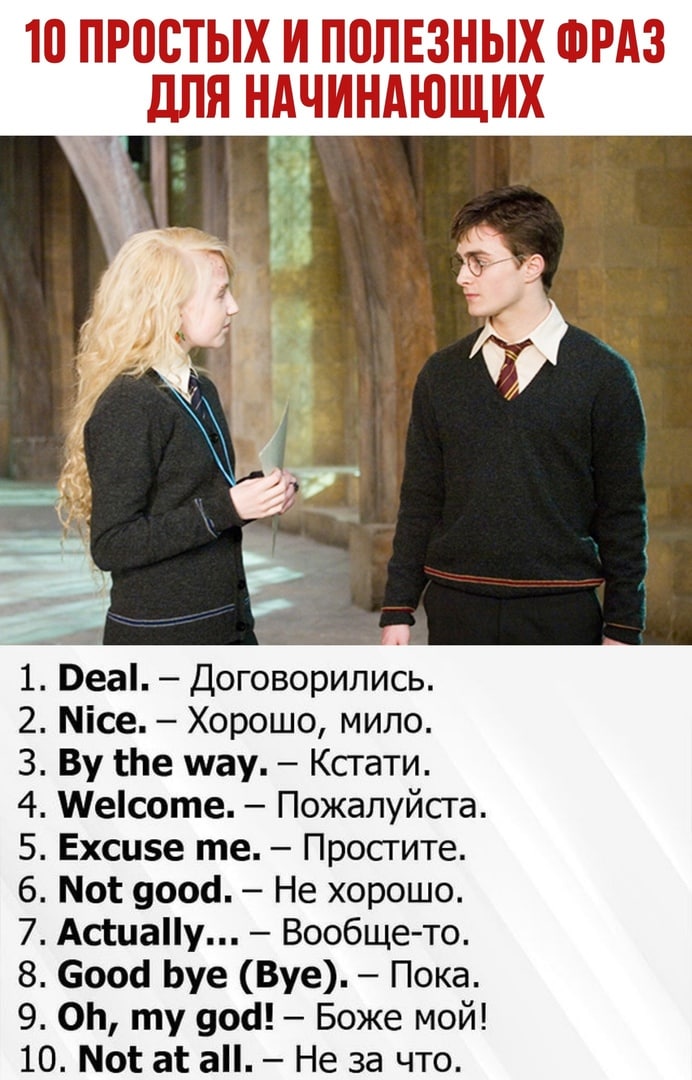 10 ПРОСТЫХ И ПОЛЕЗНЫХ ФРАЗ
ДЛЯ НАЧИНАЮЩИХ
1. Deal. – Договорились.
2. Nice. – Хорошо, мило.
3. By the way. – Кстати.
4. Welcome. – Пожалуйста.
5. Excuse me. – Простите.
6. Not good. – Не хорошо.
7. Actually... – Вообще-то.
8. Good bye (Bye). – Пока.
9. Oh, my god! – Боже мой!
10. Not at all. – Не за что.